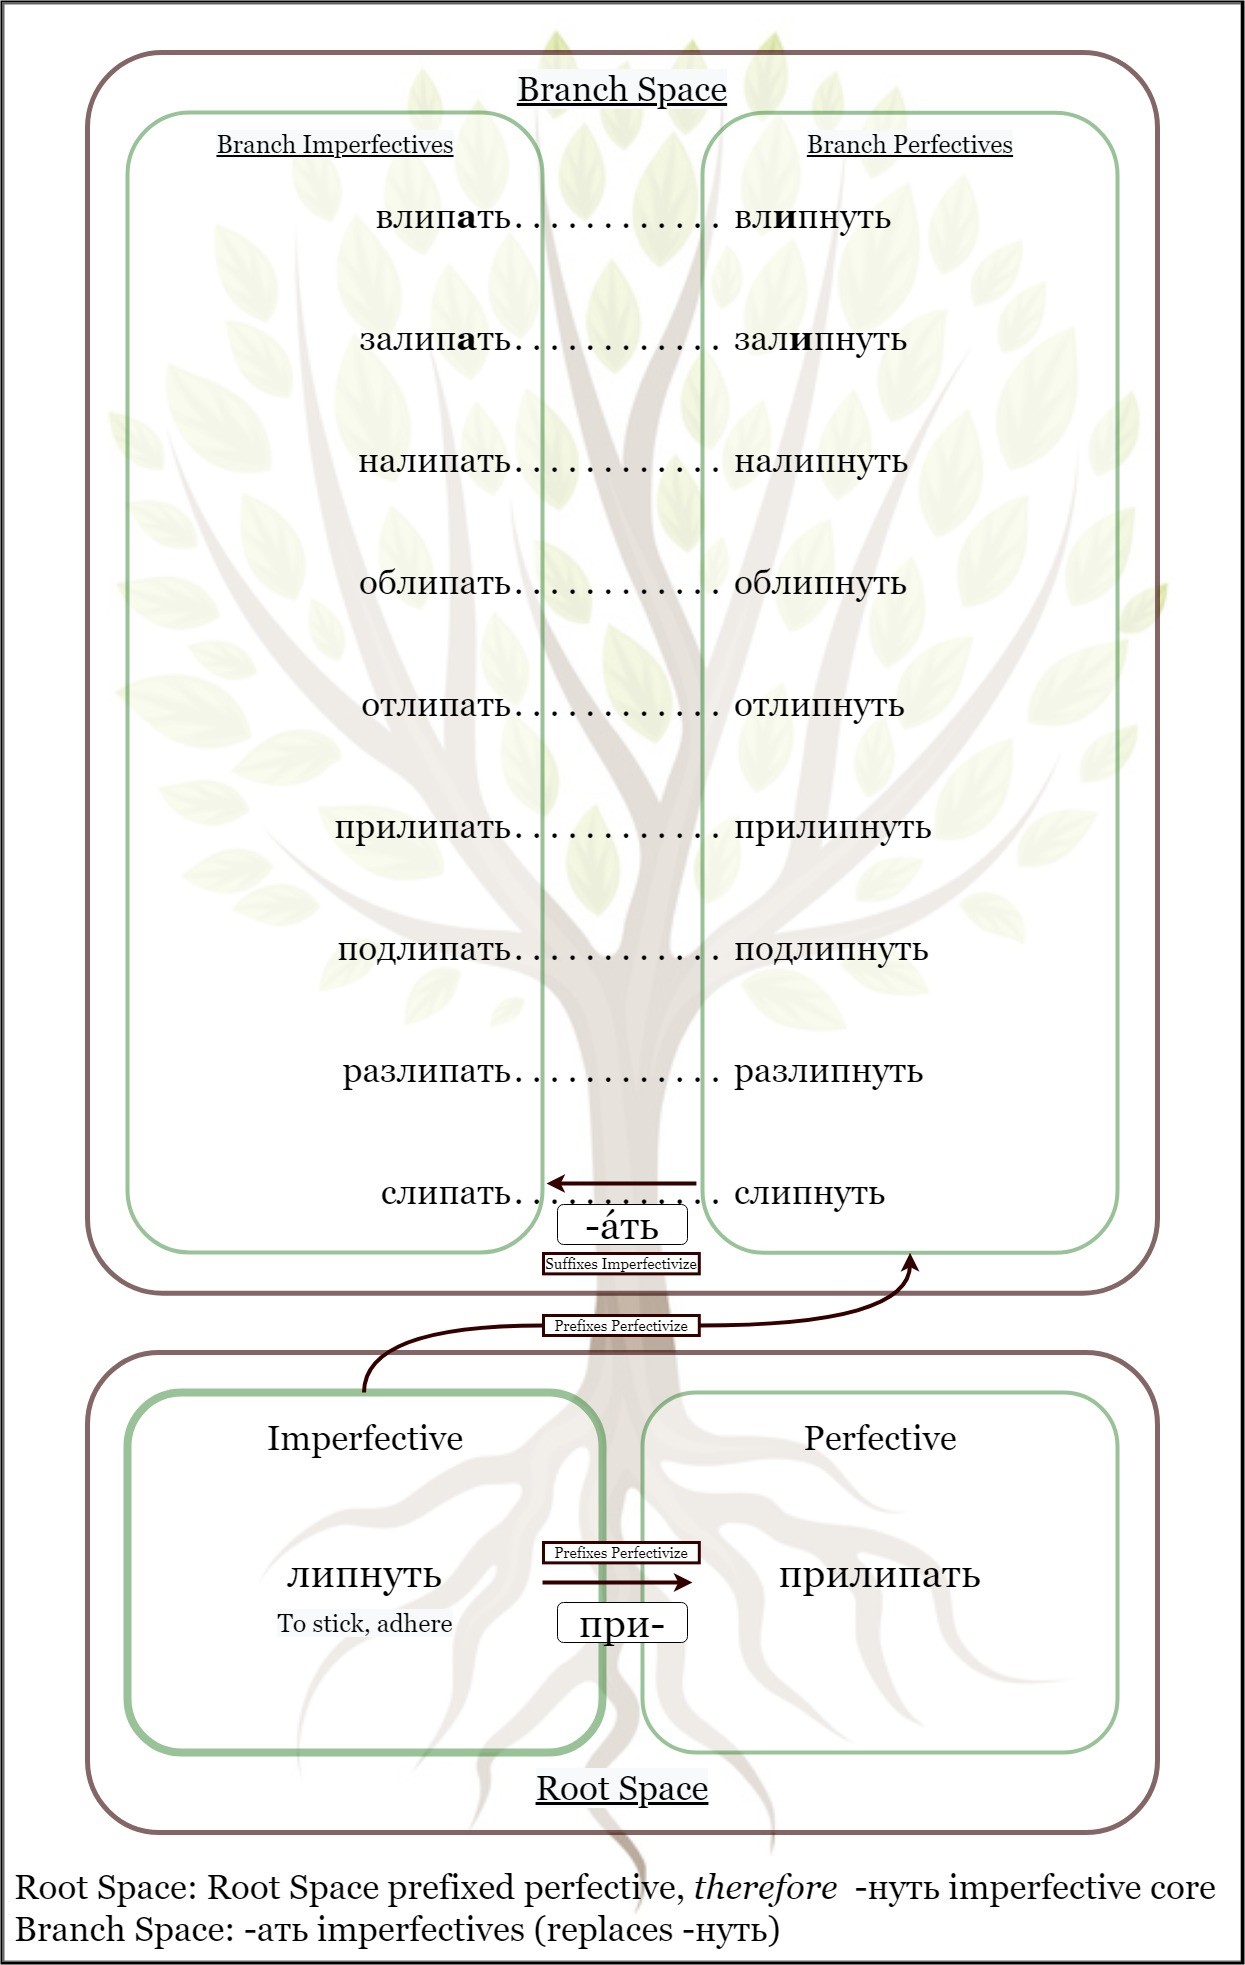 Branch Space
Branch Imperfectives
Branch Perfectives
влипать............ влипнуть
залипать............ залипнуть
налипать............ налипнуть
облипать............ облипнуть
отлипать............ отлипнуть
прилипать............ прилипнуть
подлипать............ подлипнуть
разлипать............ разлипнуть
слипать............ слипнуть
-а́ть
Suffixes Imperfectivize
Prefixes Perfectivize
Imperfective
Perfective
Prefixes Perfectivize
липнуть
прилипать
To stick, adhere
при-
Root Space
Root Space: Root Space prefixed perfective, therefore -нуть imperfective core
Branch Space: -ать imperfectives (replaces -нуть)